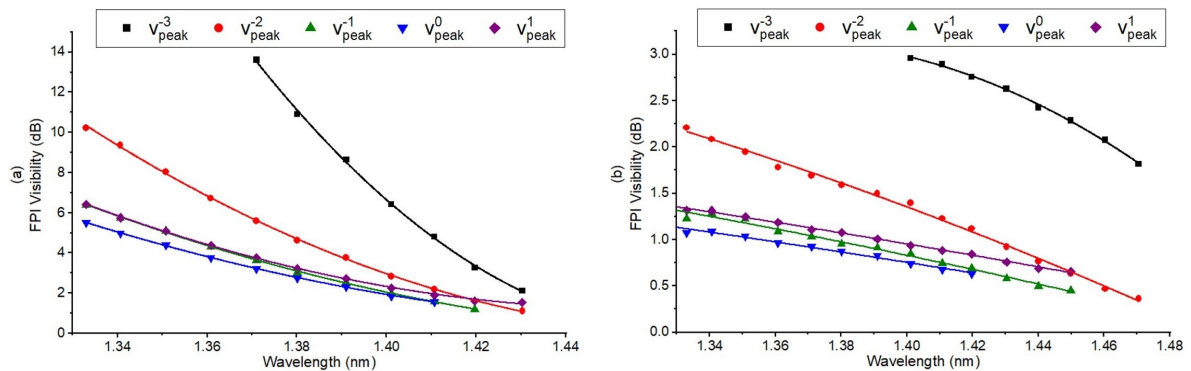 v_peak^-3 v_peak^-2 v_peak^-1 v_peak^0 v_peak^1
14
12
10
8
6
4
2
0
(a)
FPI Visibility (dB)
1.34 1.36 1.38 1.40 1.42 1.44
Wavelength (nm)
v_peak^-3 v_peak^-2 v_peak^-1 v_peak^0 v_peak^1
3.0
2.5
2.0
1.5
1.0
0.5
0.0
(b)
FPI Visibility (dB)
1.34 1.36 1.38 1.40 1.42 1.44 1.46 1.48
Wavelength (nm)